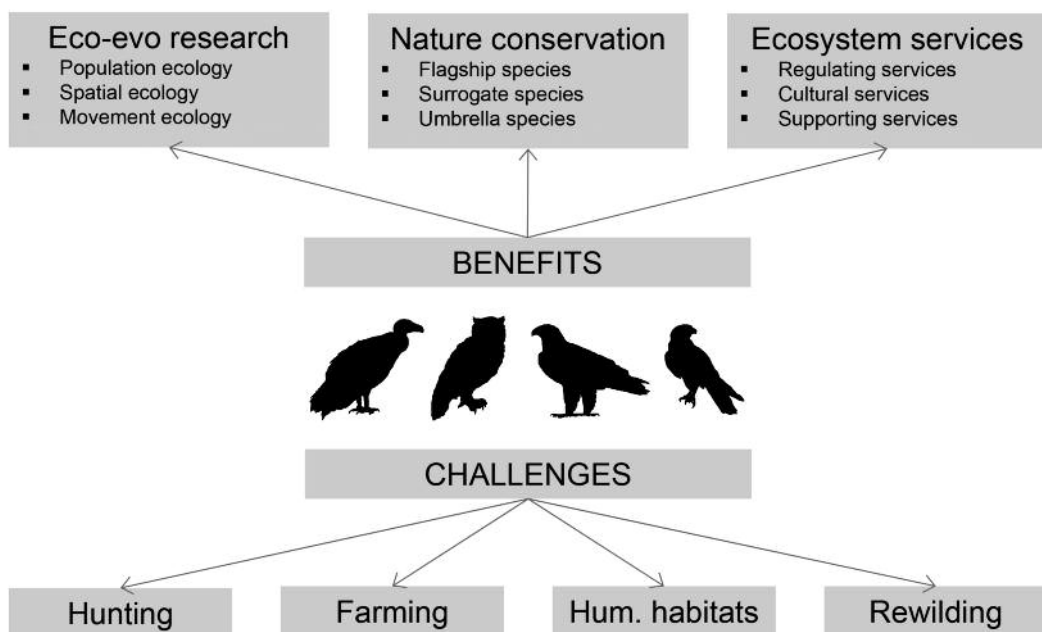 Eco-evo research
▪ Population ecology
▪ Spatial ecology
▪ Movement ecology
Nature conservation
▪ Flagship species
▪ Surrogate species
▪ Umbrella species
Ecosystem services
▪ Regulating services
▪ Cultural services
▪ Supporting services
BENEFITS
CHALLENGES
Hunting
Farming
Hum. habitats
Rewilding